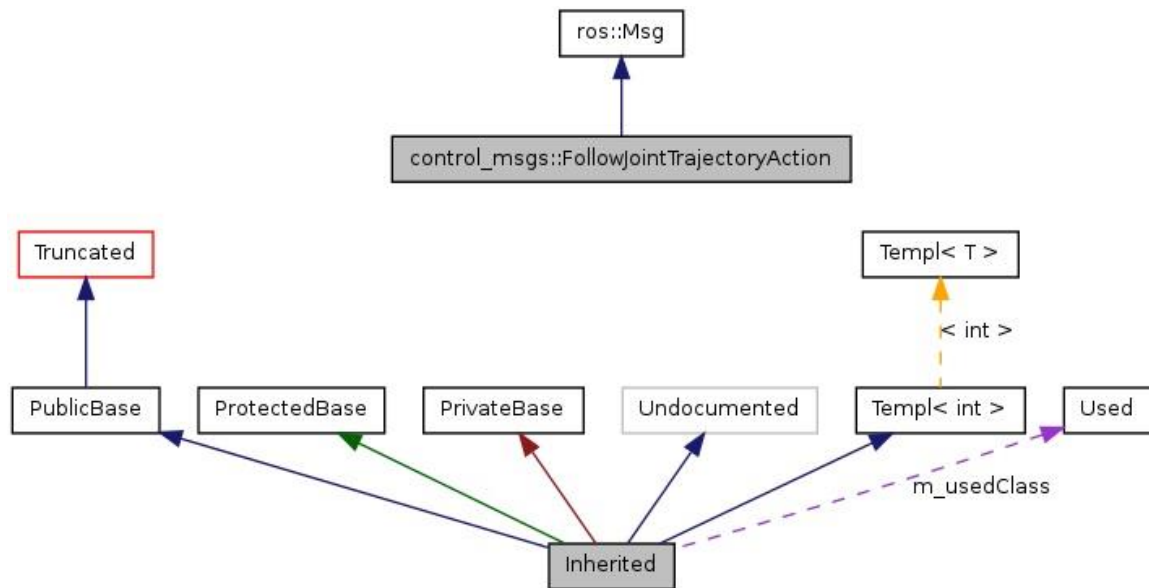 ros::Msg
control_msgs::FollowJointTrajectoryAction
Truncated
Templ< T >
< int >
PublicBase
ProtectedBase
PrivateBase
Undocumented
Templ< int >
Used
m_usedClass
Inherited